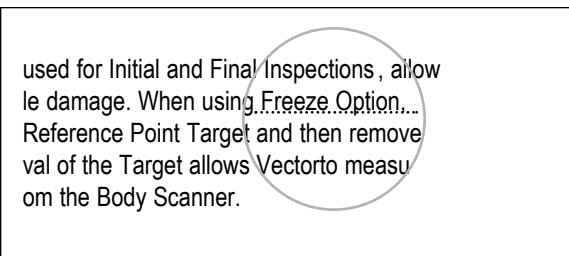 used for Initial and Final Inspections , allow
le damage. When using Freeze Option,
Reference Point Target and then remove
val of the Target allows Vectorto measu
om the Body Scanner.